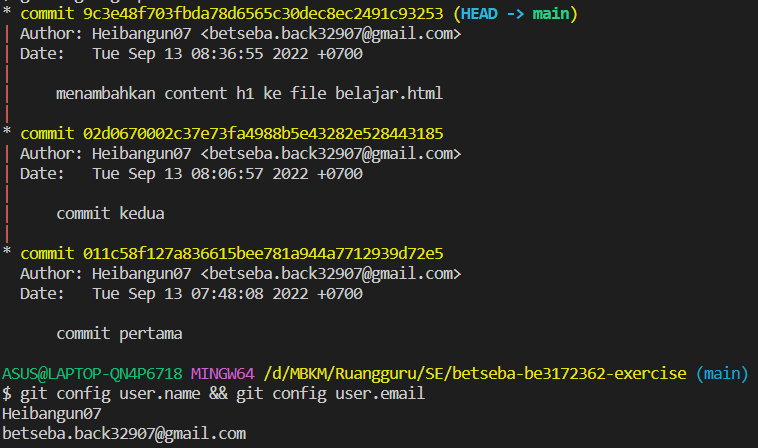 * commit 9c3e48f703fbda78d6565c30dec8ec2491c93253 (HEAD -> main)
| Author: Heibangun07 <betseba.back32907@gmail.com>
| Date:   Tue Sep 13 08:36:55 2022 +0700
|
|     menambahkan content h1 ke file belajar.html
|
* commit 02d0670002c37e73fa4988b5e43282e528443185
| Author: Heibangun07 <betseba.back32907@gmail.com>
| Date:   Tue Sep 13 08:06:57 2022 +0700
|
|     commit kedua
|
* commit 011c58f127a836615bee781a944a7712939d72e5
  Author: Heibangun07 <betseba.back32907@gmail.com>
  Date:   Tue Sep 13 07:48:08 2022 +0700

      commit pertama

ASUS@LAPTOP-QN4P6718 MINGW64 /d/MBKM/Ruangguru/SE/betseba-be3172362-exercise (main)
$ git config user.name && git config user.email
Heibangun07
betseba.back32907@gmail.com